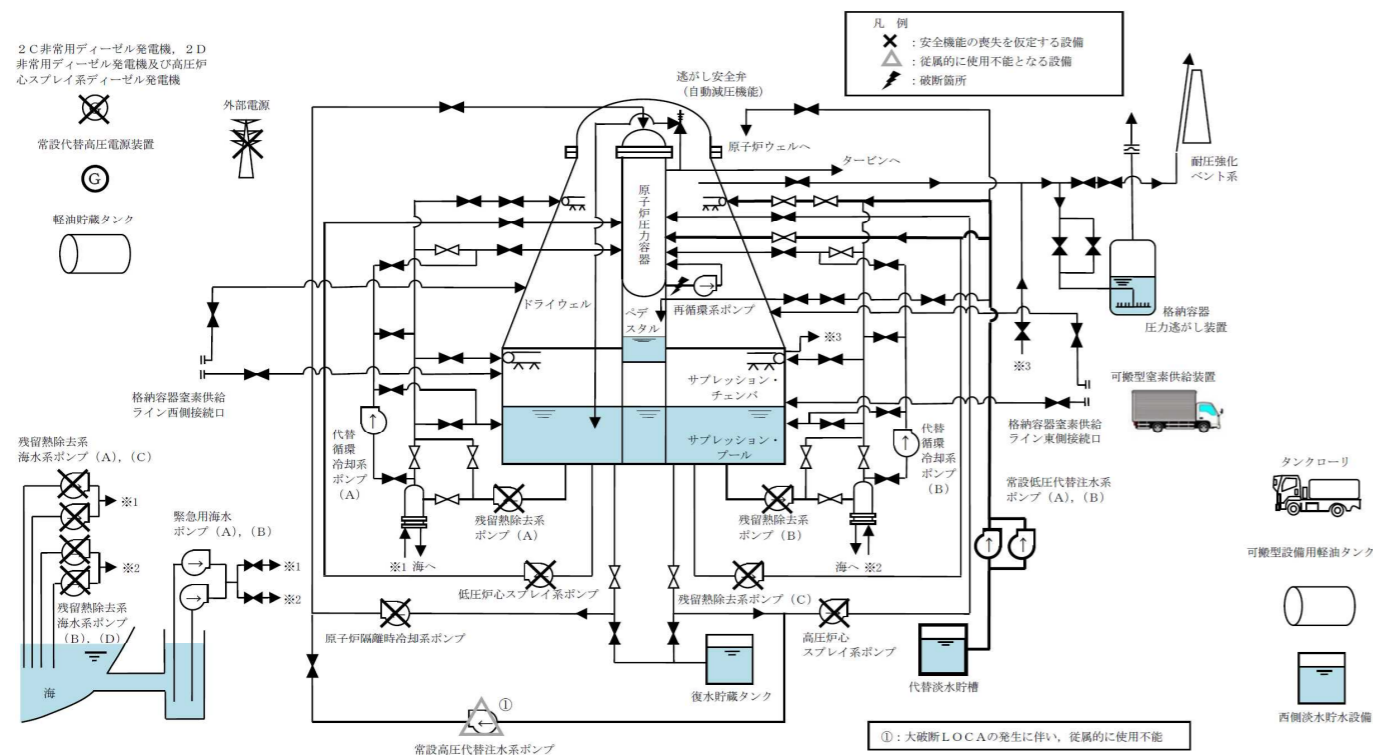 ２Ｃ非常用ディーゼル発電機，２Ｄ
非常用ディーゼル発電機及び高圧炉
心スプレイ系ディーゼル発電機
G
外部電源
常設代替高圧電源装置
G
軽油貯蔵タンク
凡　例
：安全機能の喪失を仮定する設備
：従属的に使用不能となる設備
：破断箇所
逃がし安全弁
（自動減圧機能）
原子炉ウェルへ
タービンへ
耐圧強化
ベント系
原子炉圧力容器
ドライウェル
ペデ
スタル
再循環系ポンプ
格納容器
圧力逃がし装置
※3
※3
格納容器窒素供給
ライン西側接続口
サプレッション・
チェンバ
サプレッション・
プール
可搬型窒素供給装置
格納容器窒素供給
ライン東側接続口
代替
循環
冷却系
ポンプ
（A）
代替
循環
冷却系
ポンプ
（B）
残留熱除去系
海水系ポンプ（A），（C）
※1
※2
緊急用海水
ポンプ（A），（B）
※1
※2
残留熱除去系
海水系ポンプ
（B），（D）
海
残留熱除去系
ポンプ（A）
※1 海へ
残留熱除去系
ポンプ（B）
海へ ※2
常設低圧代替注水系
ポンプ（A），（B）
タンクローリ
可搬型設備用軽油タンク
低圧炉心スプレイ系ポンプ
残留熱除去系ポンプ（C）
原子炉隔離時冷却系ポンプ
高圧炉心
スプレイ系ポンプ
復水貯蔵タンク
代替淡水貯槽
西側淡水貯水設備
①
常設高圧代替注水系ポンプ
①：大破断ＬＯＣＡの発生に伴い，従属的に使用不能